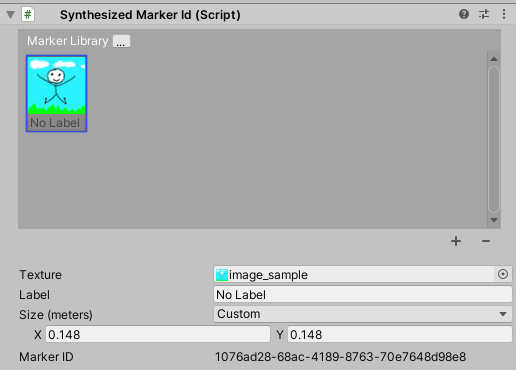 Synthesized Marker Id (Script)
Marker Library ...
No Label
Texture image_sample
Label No Label
Size (meters) Custom
X 0.148 Y 0.148
Marker ID 1076ad28-68ac-4189-8763-70e7648d98e8